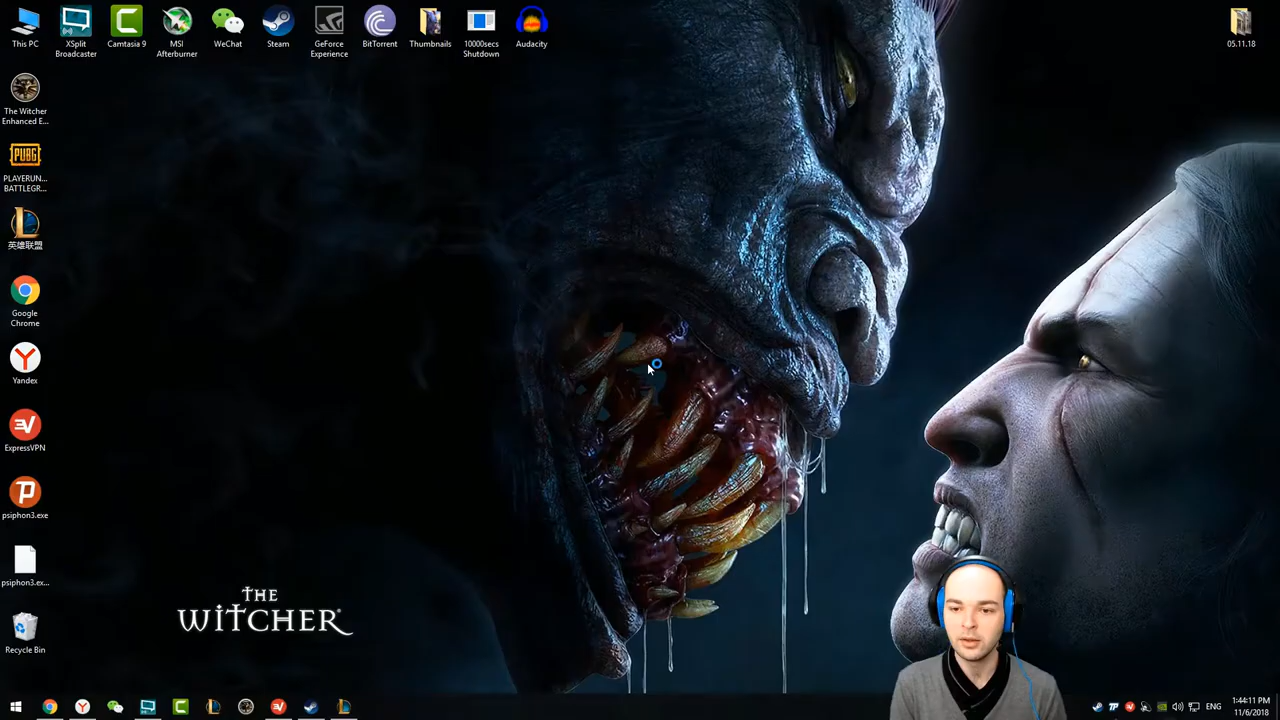 This PC
XSplit
Broadcaster
Camtasia 9
MSI
Afterburner
WeChat
Steam
GeForce
Experience
BitTorrent
Thumbnails
10000secs
Shutdown
Audacity
05.11.18
The Witcher
Enhanced E...
PUBG
PLAYERUN...
BATTLEGR...
英雄联盟
Google
Chrome
Yandex
ExpressVPN
psiphon3.exe
psiphon3.ex...
Recycle Bin
THE
WITCHER
ENG
1:44:11 PM
11/6/2018